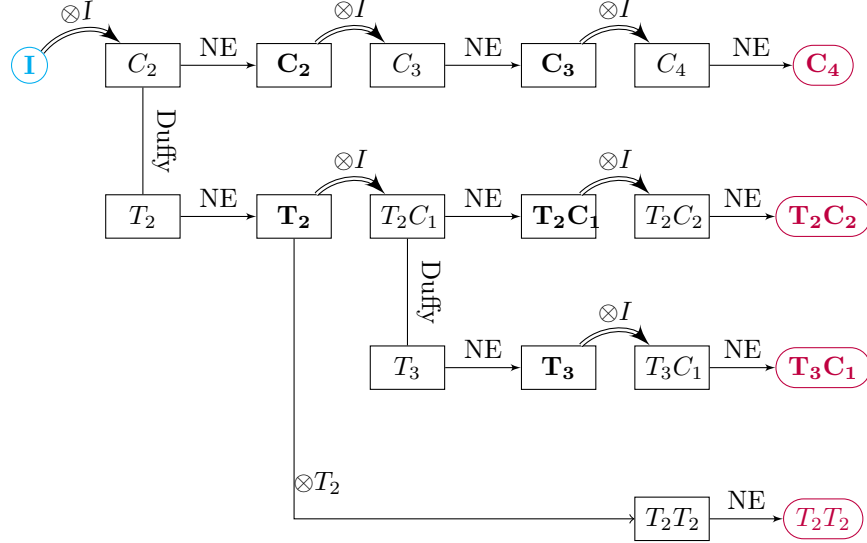 ⊗I ⊗I ⊗I
I C₂ NE **C₂** C₃ NE **C₃** C₄ NE **C₄**
Duffy
⊗I ⊗I
T₂ NE **T₂** T₂C₁ NE **T₂C₁** T₂C₂ NE **T₂C₂**
Duffy
⊗I
T₃ NE **T₃** T₃C₁ NE **T₃C₁**
⊗T₂
T₂T₂ NE T₂T₂